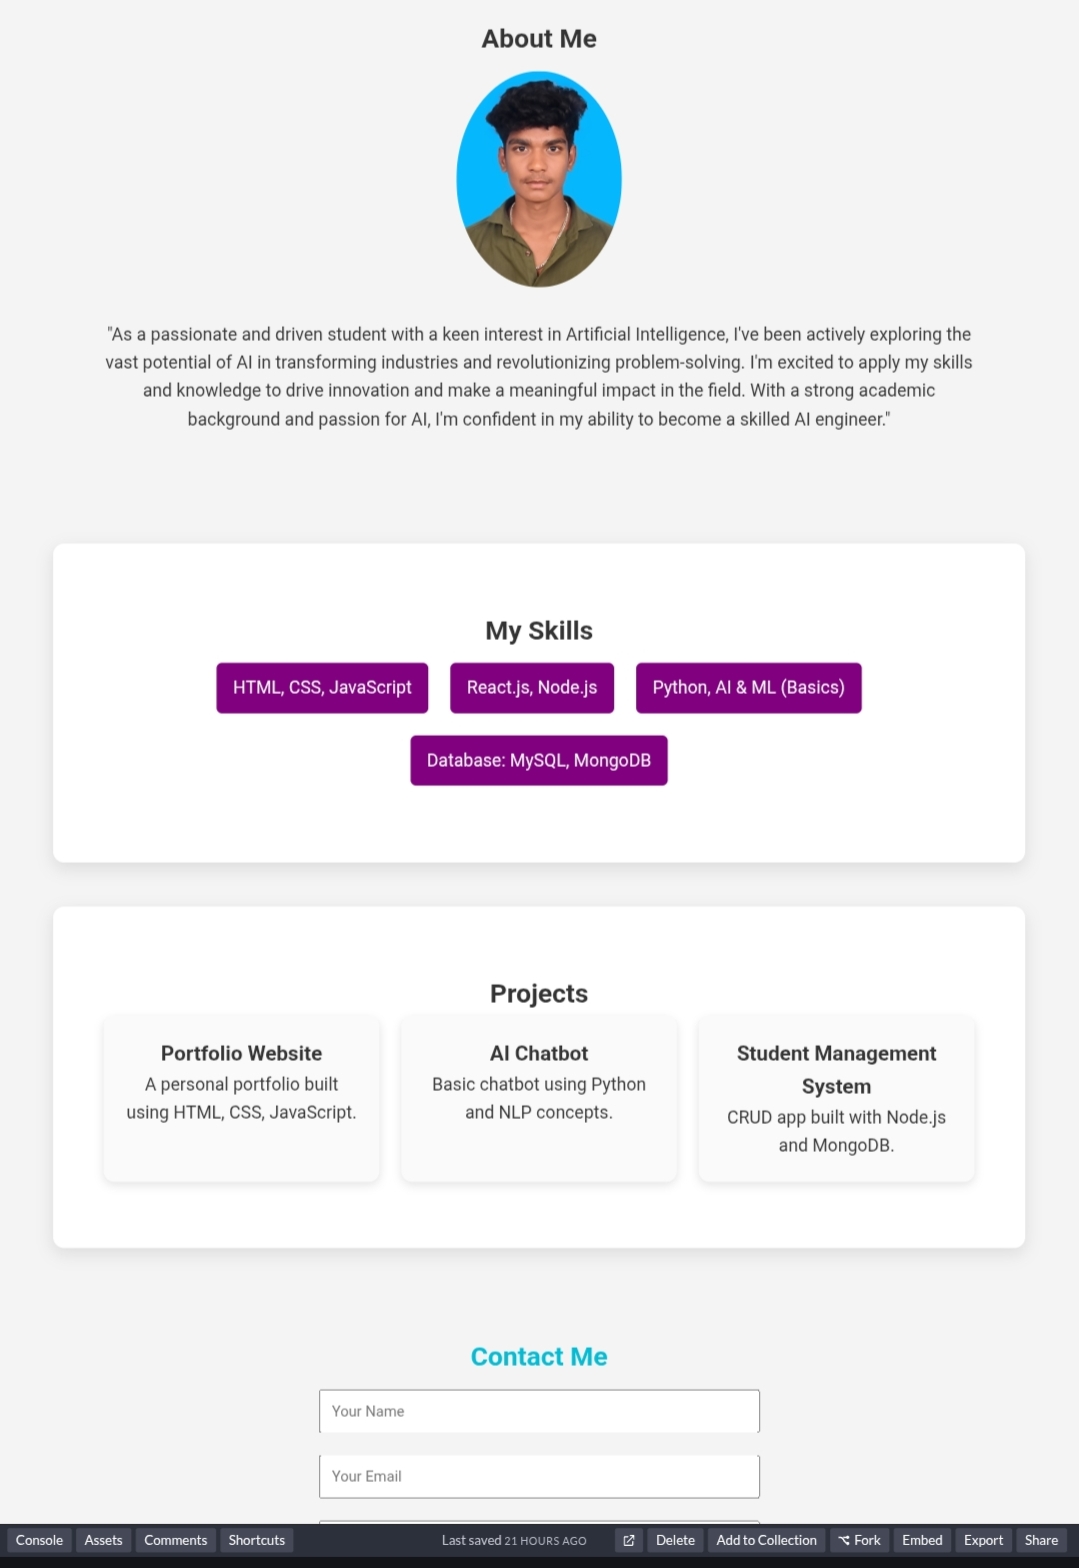 About Me
"As a passionate and driven student with a keen interest in Artificial Intelligence, I've been actively exploring the
vast potential of AI in transforming industries and revolutionizing problem-solving. I'm excited to apply my skills
and knowledge to drive innovation and make a meaningful impact in the field. With a strong academic
background and passion for AI, I'm confident in my ability to become a skilled AI engineer."
My Skills
HTML, CSS, JavaScript
React.js, Node.js
Python, AI & ML (Basics)
Database: MySQL, MongoDB
Projects
Portfolio Website
A personal portfolio built
using HTML, CSS, JavaScript.
AI Chatbot
Basic chatbot using Python
and NLP concepts.
Student Management
System
CRUD app built with Node.js
and MongoDB.
Contact Me
Your Name
Your Email
Console Assets Comments Shortcuts Last saved 21 HOURS AGO Delete Add to Collection Fork Embed Export Share